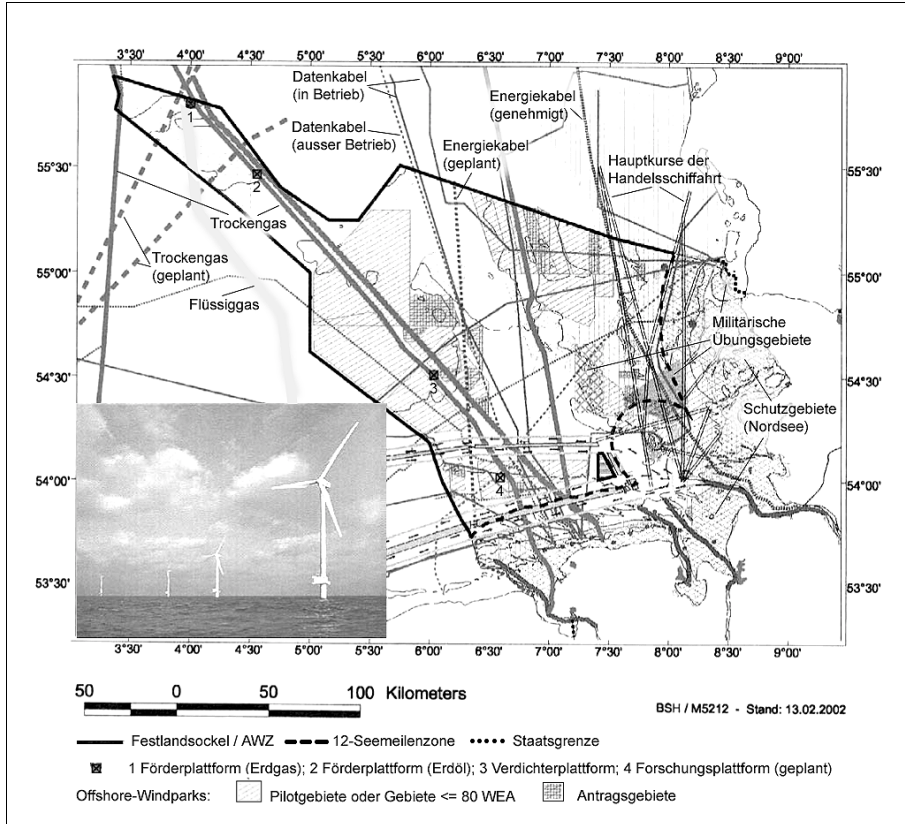 3°30' 4°00' 4°30' 5°00' 5°30' 6°00' 6°30' 7°00' 7°30' 8°00' 8°30' 9°00'
Datenkabel
(in Betrieb)
Energiekabel
(genehmigt)
1
Datenkabel
(ausser Betrieb)
Energiekabel
(geplant)
55°30' 55°30'
Hauptkurse der
Handelsschiffahrt
2
Trockengas
55°00' 55°00'
Trockengas
(geplant)
Flüssiggas
Militärische
Übungsgebiete
54°30' 54°30'
3
Schutzgebiete
(Nordsee)
54°00' 54°00'
4
53°30' 53°30'
3°30' 4°00' 4°30' 5°00' 5°30' 6°00' 6°30' 7°00' 7°30' 8°00' 8°30' 9°00'
50 0 50 100 Kilometers
BSH / M5212 - Stand: 13.02.2002
Festlandsockel / AWZ 12-Seemeilenzone Staatsgrenze
1 Förderplattform (Erdgas); 2 Förderplattform (Erdöl); 3 Verdichterplattform; 4 Forschungsplattform (geplant)
Offshore-Windparks: Pilotgebiete oder Gebiete <= 80 WEA Antragsgebiete